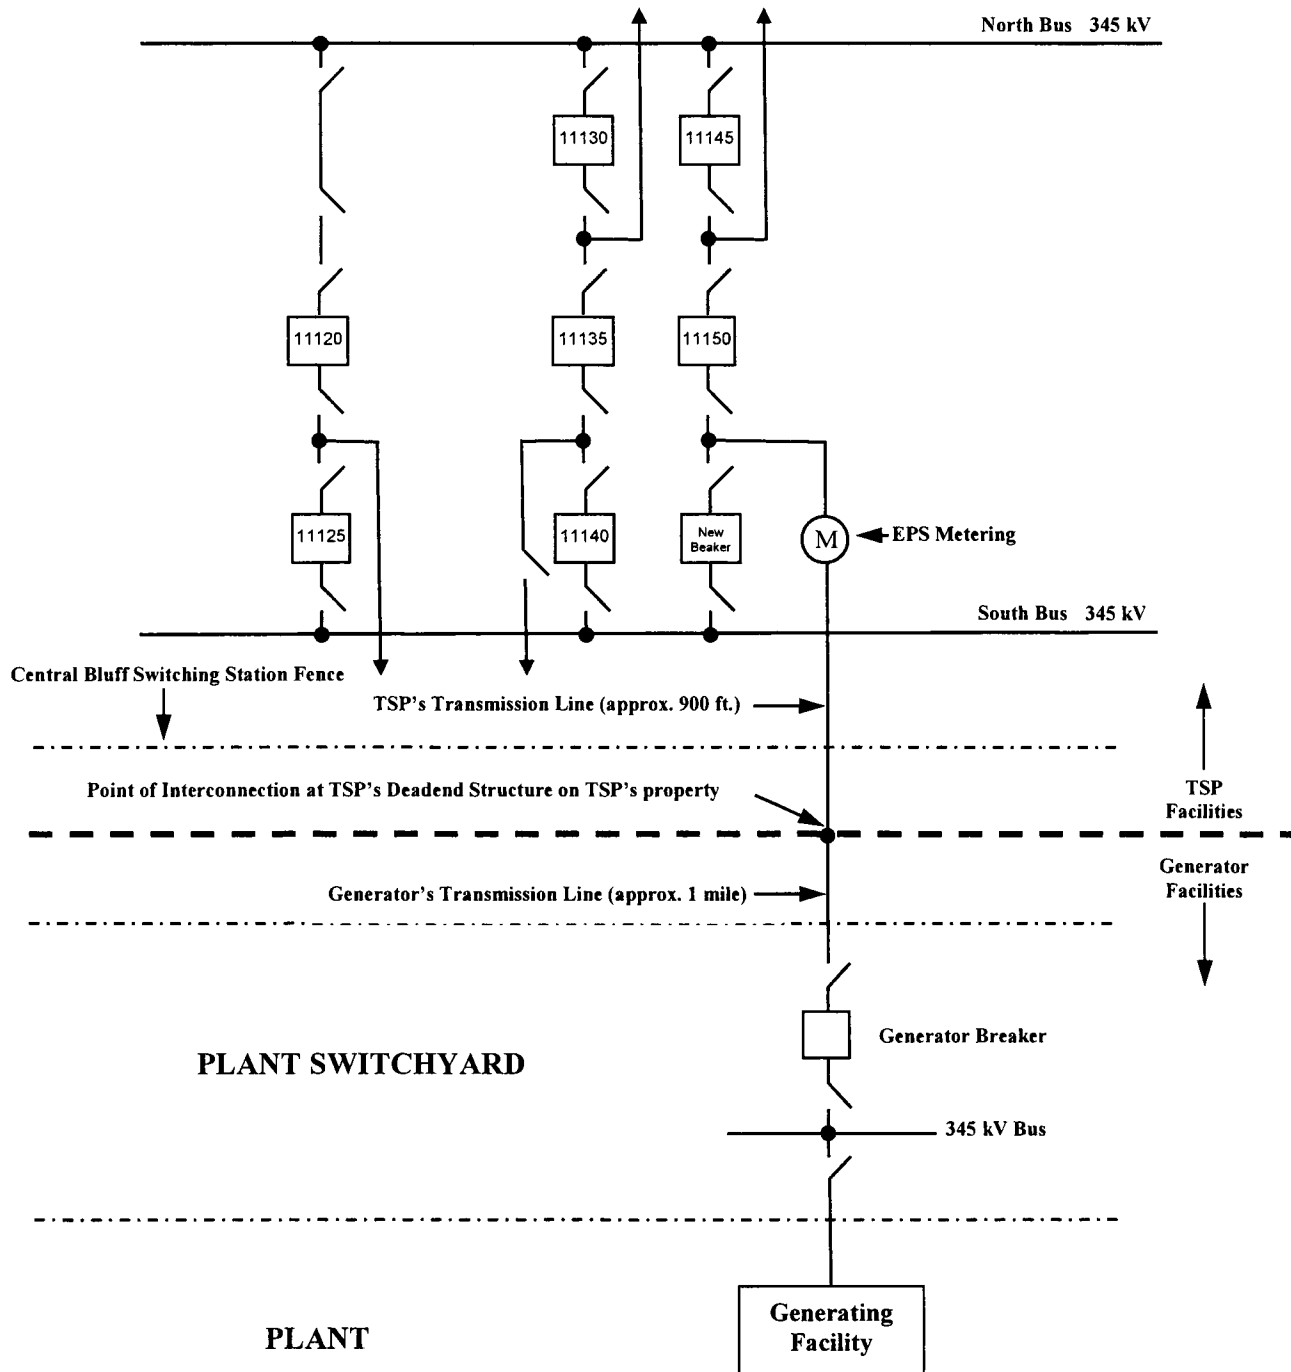 North Bus 345 kV
11130
11145
11120
11135
11150
11125
11140
New
Beaker
M
EPS Metering
South Bus 345 kV
Central Bluff Switching Station Fence
TSP's Transmission Line (approx. 900 ft.)
Point of Interconnection at TSP's Deadend Structure on TSP's property
TSP
Facilities
Generator
Facilities
Generator's Transmission Line (approx. 1 mile)
Generator Breaker
PLANT SWITCHYARD
345 kV Bus
Generating
Facility
PLANT